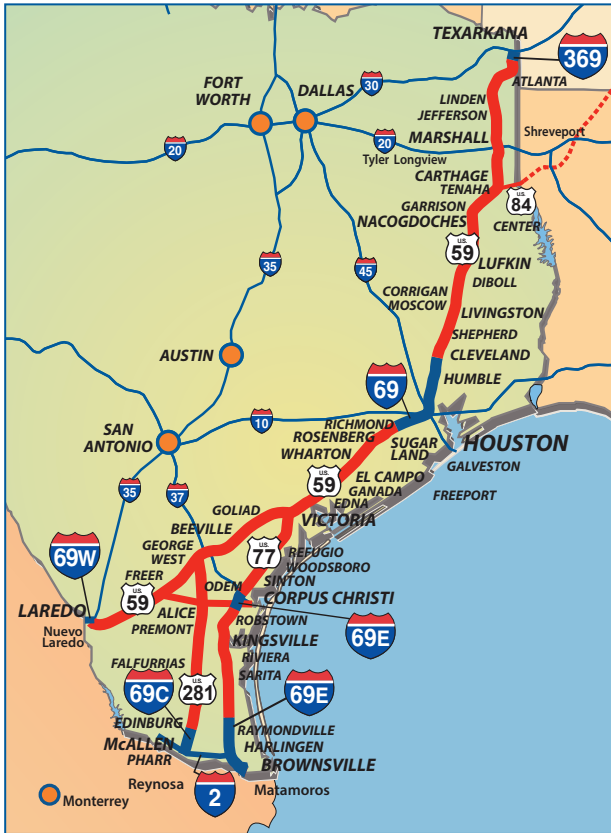 TEXARKANA
369
ATLANTA
FORT
WORTH
DALLAS
30
LINDEN
JEFFERSON
MARSHALL
Shreveport
20
20
Tyler Longview
CARTHAGE
TENAHA
U.S.
84
GARRISON
NACOGDOCHES
CENTER
U.S.
59
LUFKIN
DIBOLL
35
45
CORRIGAN
MOSCOW
LIVINGSTON
SHEPHERD
CLEVELAND
AUSTIN
HUMBLE
69
SAN
ANTONIO
10
RICHMOND
ROSENBERG
WHARTON
SUGAR
LAND
HOUSTON
GALVESTON
35
37
U.S.
59
EL CAMPO
GANADA
EDNA
FREEPORT
GOLIAD
BEEVILLE
VICTORIA
GEORGE
WEST
U.S.
77
REFUGIO
WOODSBORO
69W
FREER
ODEM
SINTON
CORPUS CHRISTI
LAREDO
U.S.
59
ALICE
PREMONT
ROBSTOWN
Nuevo
Laredo
KINGSVILLE
69E
RIVIERA
FALFURRIAS
SARITA
69C
U.S.
281
69E
EDINBURG
RAYMONDVILLE
McALLEN
PHARR
HARLINGEN
BROWNSVILLE
Reynosa
2
Matamoros
Monterrey